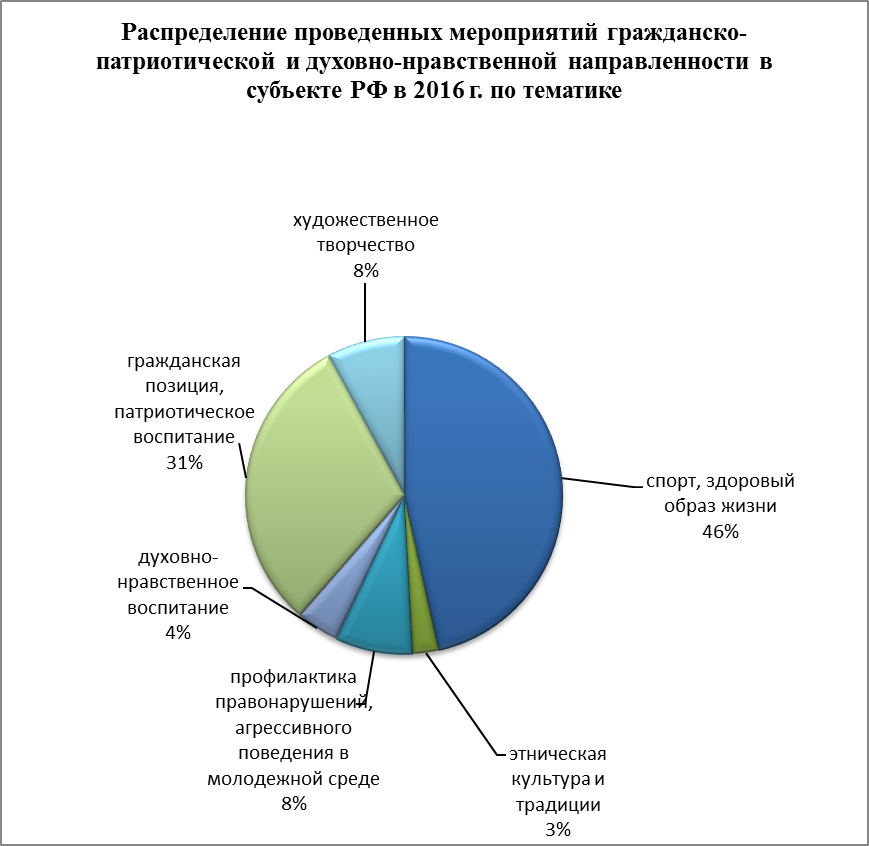 Распределение проведенных мероприятий гражданско-
патриотической и духовно-нравственной направленности в
субъекте РФ в 2016 г. по тематике
художественное
творчество
8%
гражданская
позиция,
патриотическое
воспитание
31%
спорт, здоровый
образ жизни
46%
духовно-
нравственное
воспитание
4%
профилактика
правонарушений,
агрессивного
поведения в
молодежной среде
8%
этническая
культура и
традиции
3%